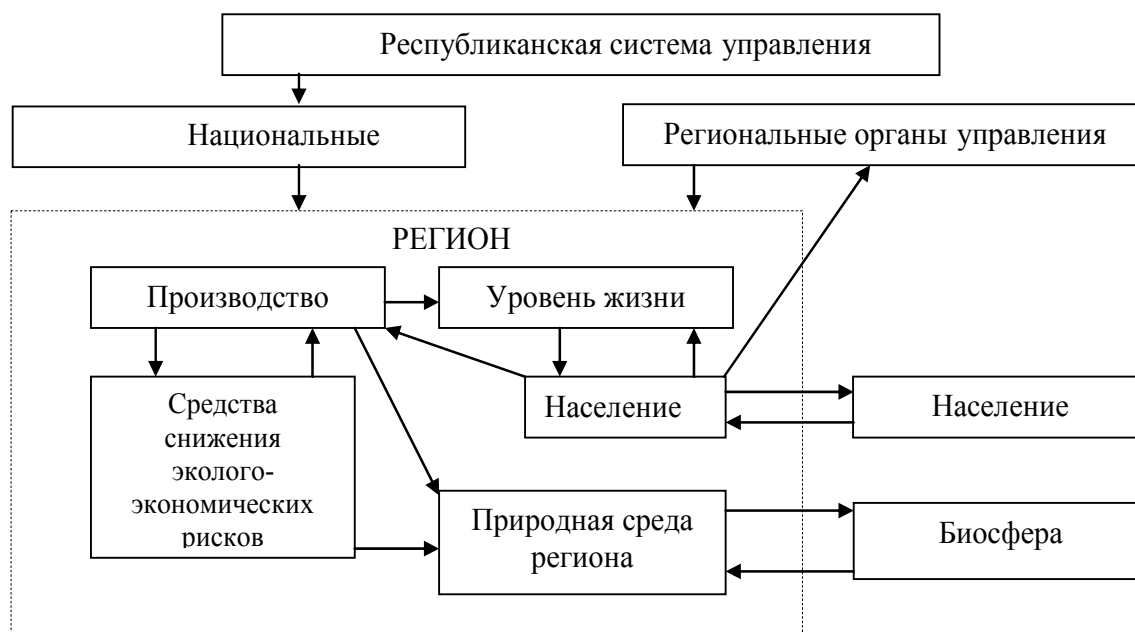 Республиканская система управления
Национальные
Региональные органы управления
РЕГИОН
Производство
Уровень жизни
Средства
снижения
эколого-
экономических
рисков
Население
Население
Природная среда
региона
Биосфера